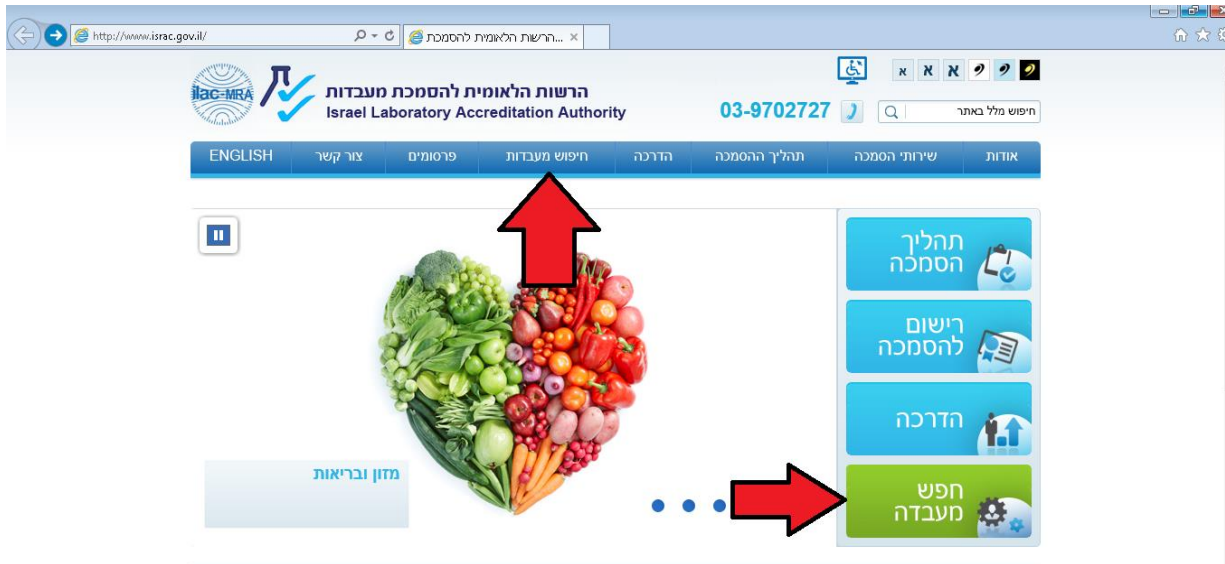 http://www.israc.gov.il/
הרשות הלאומית להסמכת...
ilac-MRA
הרשות הלאומית להסמכת מעבדות
Israel Laboratory Accreditation Authority
03-9702727
א א א
חיפוש מלל באתר
אודות
שירותי הסמכה
תהליך ההסמכה
הדרכה
חיפוש מעבדות
פרסומים
צור קשר
ENGLISH
תהליך
הסמכה
רישום
להסמכה
הדרכה
חפש
מעבדה
מזון ובריאות